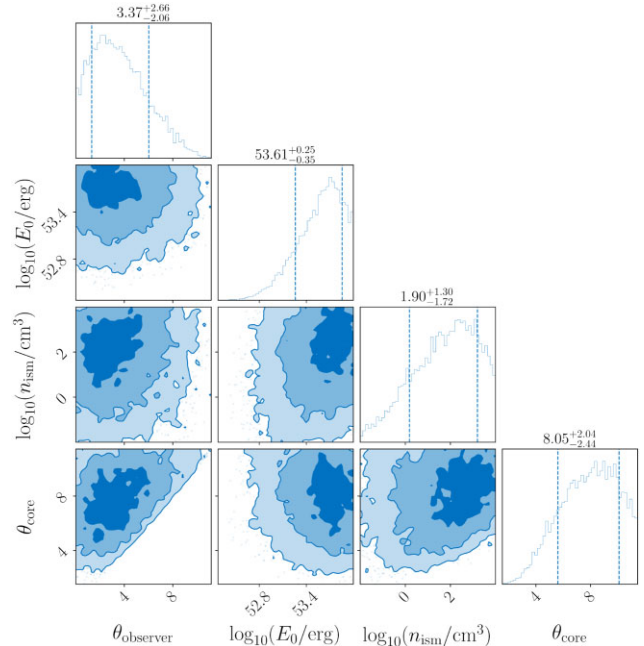 3.37+2.66−2.06
53.61+0.25−0.35
log10(E0/erg)
53.4
52.8
1.90+1.30−1.72
log10(nism/cm3)
2
0
8.05+2.04−2.44
θcore
8
4
4 8
52.8 53.4
0 2
4 8
θobserver
log10(E0/erg)
log10(nism/cm3)
θcore